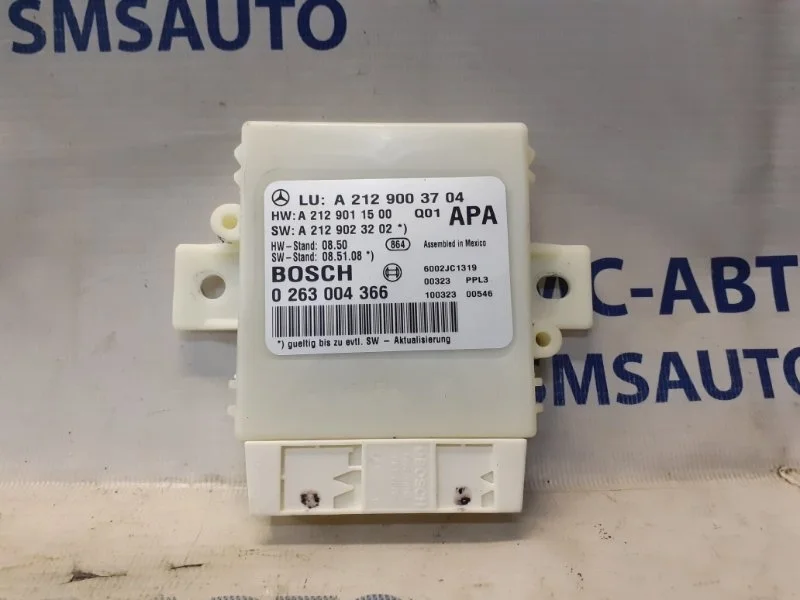 SMSAUTO
LU: A 212 900 37 04
HW: A 212 901 15 00 Q01 APA
SW: A 212 902 32 02 *)
HW-Stand: 08.50 864 Assembled in Mexico
SW-Stand: 08.51.08 *)
BOSCH 6002JC1319
0 263 004 366 00323 PPL3
100323 00546
*) gueltig bis zu evtl. SW - Aktualisierung
МС-АВТ
SMSAUTO